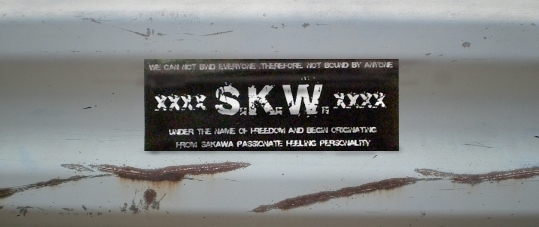 WE CAN NOT BIND EVERYONE .THEREFORE, NOT BOUND BY ANYONE
xxxx S.K.W. xxxx
UNDER THE NAME OF FREEDOM AND BEGIN ORIGINATING
FROM SAKAWA PASSIONATE FEELING PERSONALITY